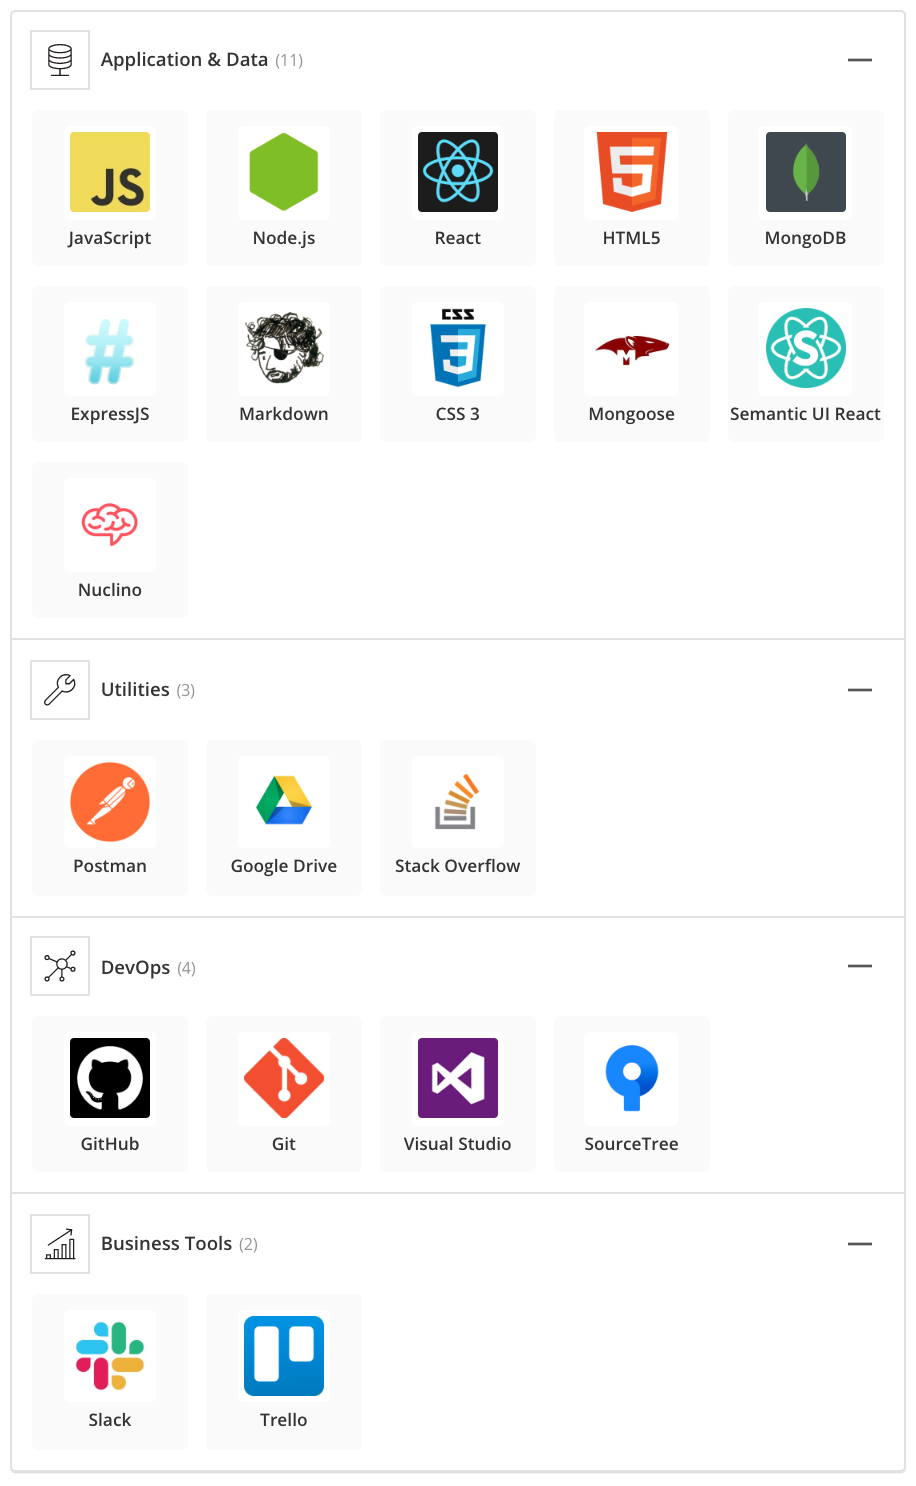 Application & Data (11)
JS
5
CSS
3
M
S
JavaScript Node.js React HTML5 MongoDB
ExpressJS Markdown CSS 3 Mongoose Semantic UI React
Nuclino
Utilities (3)
Postman Google Drive Stack Overflow
DevOps (4)
GitHub Git Visual Studio SourceTree
Business Tools (2)
Slack Trello